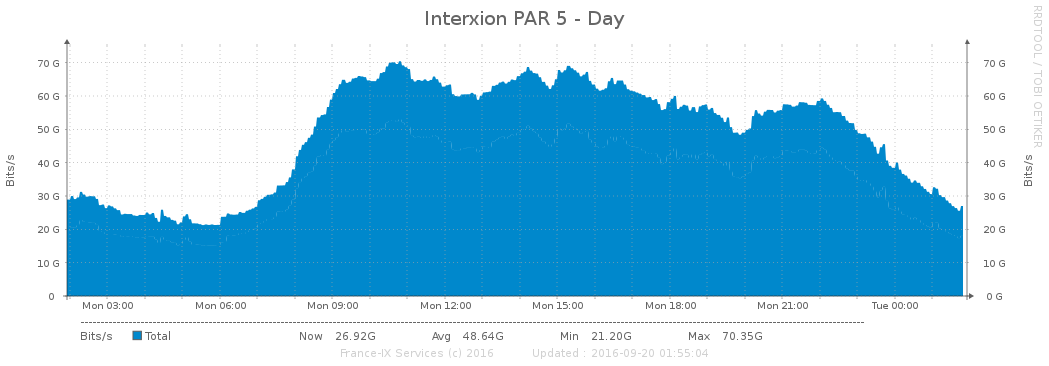 Interxion PAR 5 - Day
RRDTOOL / TOBI OETIKER
Bits/s
70 G
60 G
50 G
40 G
30 G
20 G
10 G
0
70 G
60 G
50 G
40 G
30 G
20 G
10 G
0 G
Bits/s
Mon 03:00 Mon 06:00 Mon 09:00 Mon 12:00 Mon 15:00 Mon 18:00 Mon 21:00 Tue 00:00
Bits/s Total Now 26.92G Avg 48.64G Min 21.20G Max 70.35G
France-IX Services (c) 2016 Updated : 2016-09-20 01:55:04